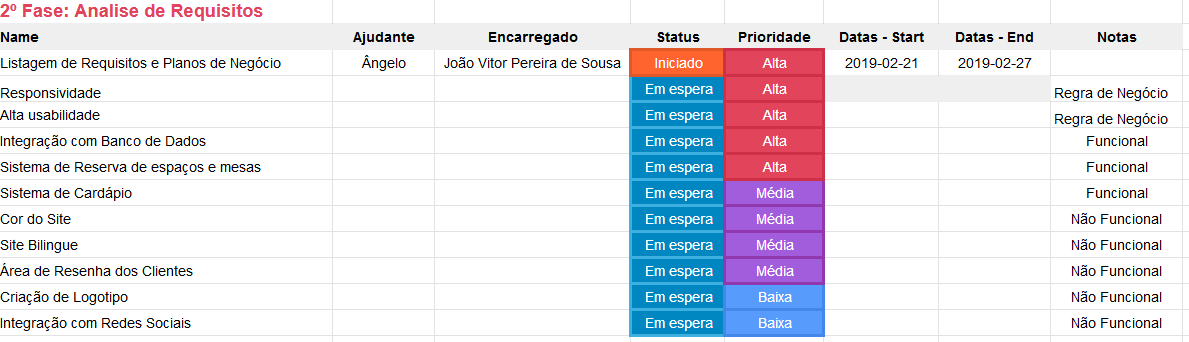 2º Fase: Analise de Requisitos
Name Ajudante Encarregado Status Prioridade Datas - Start Datas - End Notas
Listagem de Requisitos e Planos de Negócio Ângelo João Vitor Pereira de Sousa Iniciado Alta 2019-02-21 2019-02-27
Responsividade Em espera Alta Regra de Negócio
Alta usabilidade Em espera Alta Regra de Negócio
Integração com Banco de Dados Em espera Alta Funcional
Sistema de Reserva de espaços e mesas Em espera Alta Funcional
Sistema de Cardápio Em espera Média Funcional
Cor do Site Em espera Média Não Funcional
Site Bilingue Em espera Média Não Funcional
Área de Resenha dos Clientes Em espera Média Não Funcional
Criação de Logotipo Em espera Baixa Não Funcional
Integração com Redes Sociais Em espera Baixa Não Funcional